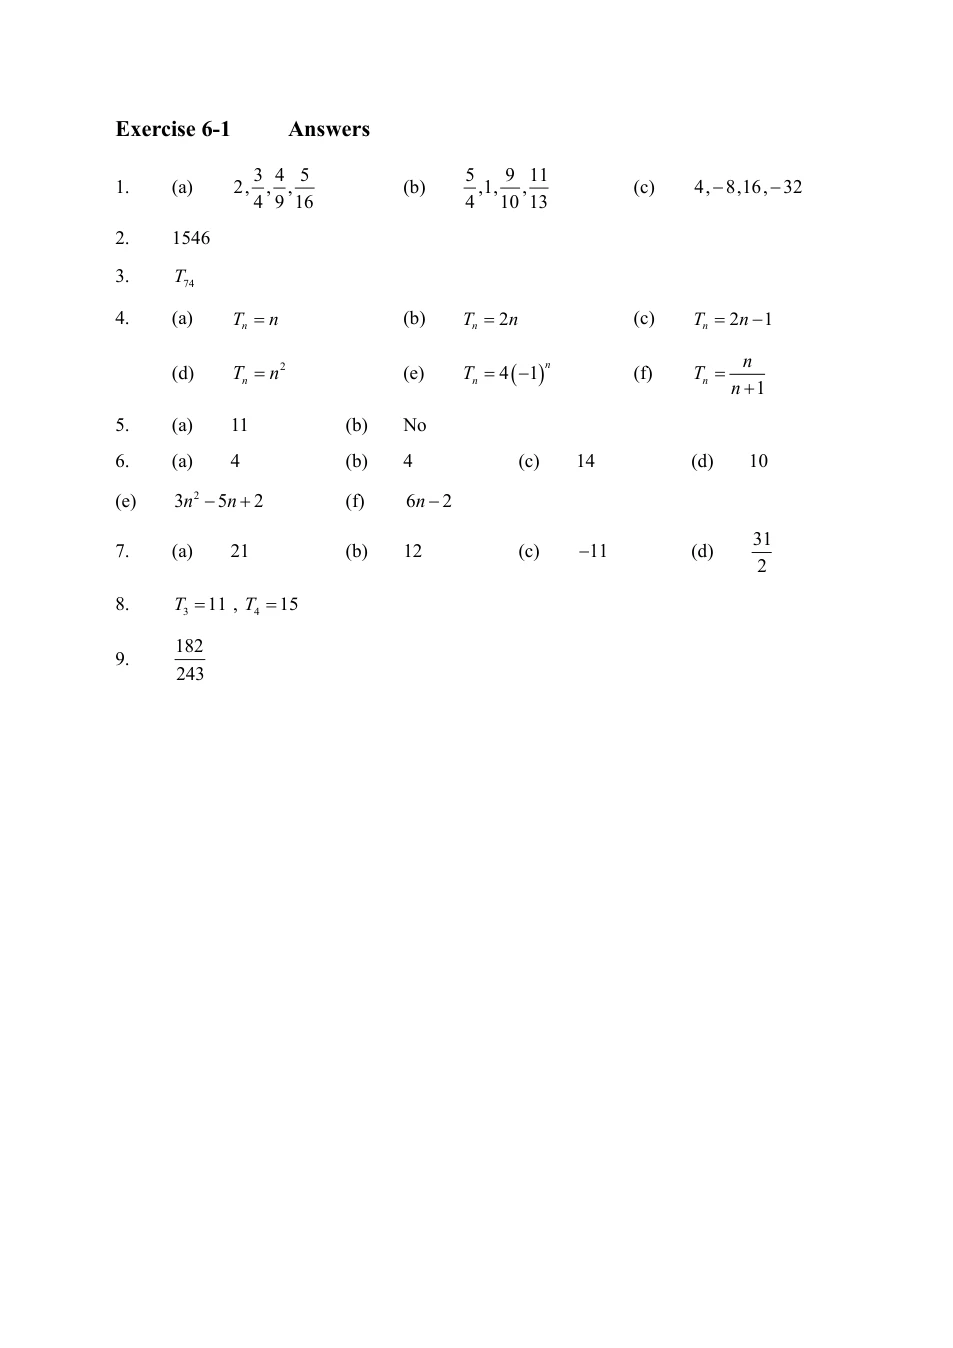 Exercise 6-1 Answers
1. (a) 2, 3/4, 4/9, 5/16 (b) 5/4, 1, 9/10, 11/13 (c) 4, −8, 16, −32
2. 1546
3. T₇₄
4. (a) Tₙ = n (b) Tₙ = 2n (c) Tₙ = 2n − 1
(d) Tₙ = n² (e) Tₙ = 4(−1)ⁿ (f) Tₙ = n/(n+1)
5. (a) 11 (b) No
6. (a) 4 (b) 4 (c) 14 (d) 10
(e) 3n² − 5n + 2 (f) 6n − 2
7. (a) 21 (b) 12 (c) −11 (d) 31/2
8. T₃ = 11 , T₄ = 15
9. 182/243